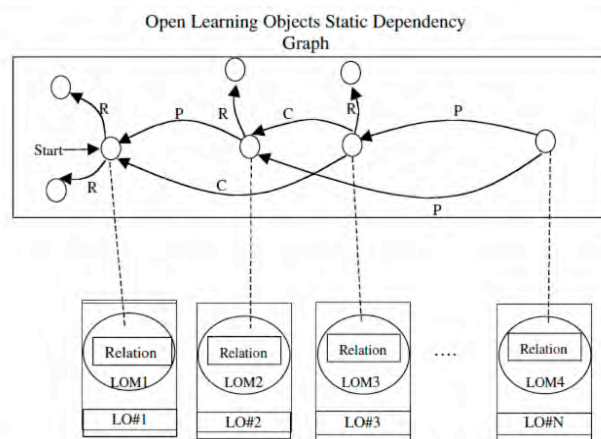 Open Learning Objects Static Dependency
Graph
R
P
R
C
R
P
Start
R
C
P
Relation
Relation
Relation
....
Relation
LOM1
LOM2
LOM3
LOM4
LO#1
LO#2
LO#3
LO#N